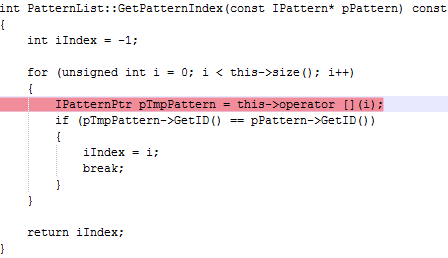 int PatternList::GetPatternIndex(const IPattern* pPattern) const
{
    int iIndex = -1;

    for (unsigned int i = 0; i < this->size(); i++)
    {
        IPatternPtr pTmpPattern = this->operator [](i);
        if (pTmpPattern->GetID() == pPattern->GetID())
        {
            iIndex = i;
            break;
        }
    }

    return iIndex;
}